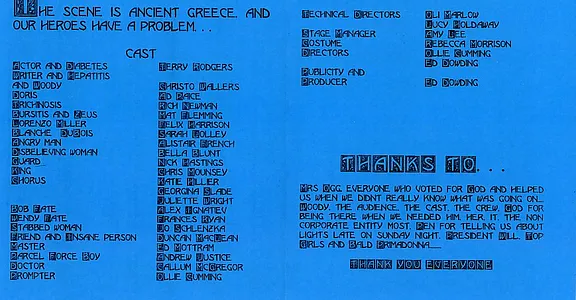 THE SCENE IS ANCIENT GREECE, AND
OUR HEROES HAVE A PROBLEM...
CAST
ACTOR AND DIABETES
TERRY RODGERS
WRITER AND HEPATITIS
AND WOODY
CHRISTO WALLERS
DORIS
AD PAICE
TRICHINOSIS
RICH NEWMAN
BURSITIS AND ZEUS
MAT FLEMMING
LORENZO MILLER
FELIX HARRISON
BLANCHE DUBOIS
SARAH LOLLEY
ANGRY MAN
ALISTAIR FRENCH
DISBELIEVING WOMAN
BELLA BLUNT
GUARD
NICK HASTINGS
KING
CHRIS MOUNSEY
CHORUS
KATIE HILLIER
GEORGINA SLADE
JULIETTE WRIGHT
BOB FATE
ALEX IGNATIEV
WENDY FATE
FRANCES RYAN
STABBED WOMAN
JO SCHLENZKA
FRIEND AND INSANE PERSON
DUNCAN MACLEAN
MASTER
ED MOTTRAM
PARCEL FORCE BOY
ANDREW EUSTICE
DOCTOR
CALLUM MCGREGOR
PROMPTER
OLLIE CUMMING
TECHNICAL DIRECTORS
OLI MARLOW
LUCY HOLDAWAY
STAGE MANAGER
AMY LEE
COSTUME
REBECCA MORRISON
DIRECTORS
OLLIE CUMMING
ED DOWDING
PUBLICITY AND
PRODUCER
ED DOWDING
THANKS TO...
MRS OGG, EVERYONE WHO VOTED FOR GOD AND HELPED
US WHEN WE DIDN'T REALLY KNOW WHAT WAS GOING ON,
WOODY, THE AUDIENCE, THE CAST, THE CREW, GOD FOR
BEING THERE WHEN WE NEEDED HIM, HER, IT, THE NON
CORPORATE ENTITY MOST, BEN FOR TELLING US ABOUT
LIGHTS LATE ON SUNDAY NIGHT, PRESIDENT WILL, TOP
GIRLS AND BALD PRIMADONNA
THANK YOU EVERYONE